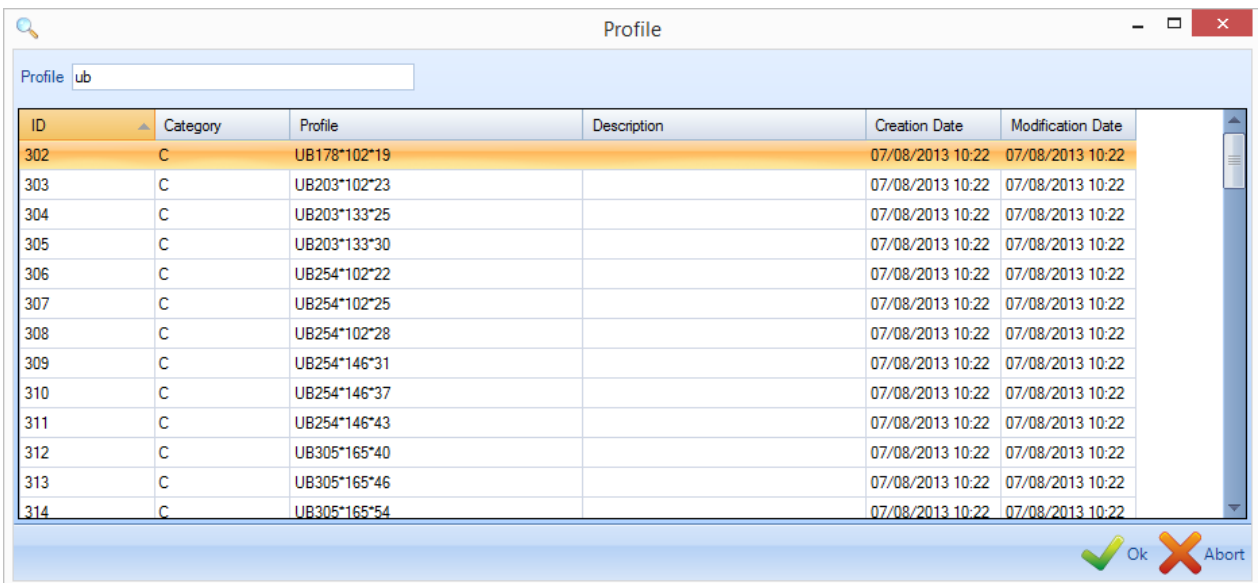 Profile
Profile ub
ID Category Profile Description Creation Date Modification Date
302 C UB178*102*19 07/08/2013 10:22 07/08/2013 10:22
303 C UB203*102*23 07/08/2013 10:22 07/08/2013 10:22
304 C UB203*133*25 07/08/2013 10:22 07/08/2013 10:22
305 C UB203*133*30 07/08/2013 10:22 07/08/2013 10:22
306 C UB254*102*22 07/08/2013 10:22 07/08/2013 10:22
307 C UB254*102*25 07/08/2013 10:22 07/08/2013 10:22
308 C UB254*102*28 07/08/2013 10:22 07/08/2013 10:22
309 C UB254*146*31 07/08/2013 10:22 07/08/2013 10:22
310 C UB254*146*37 07/08/2013 10:22 07/08/2013 10:22
311 C UB254*146*43 07/08/2013 10:22 07/08/2013 10:22
312 C UB305*165*40 07/08/2013 10:22 07/08/2013 10:22
313 C UB305*165*46 07/08/2013 10:22 07/08/2013 10:22
314 C UB305*165*54 07/08/2013 10:22 07/08/2013 10:22
Ok Abort